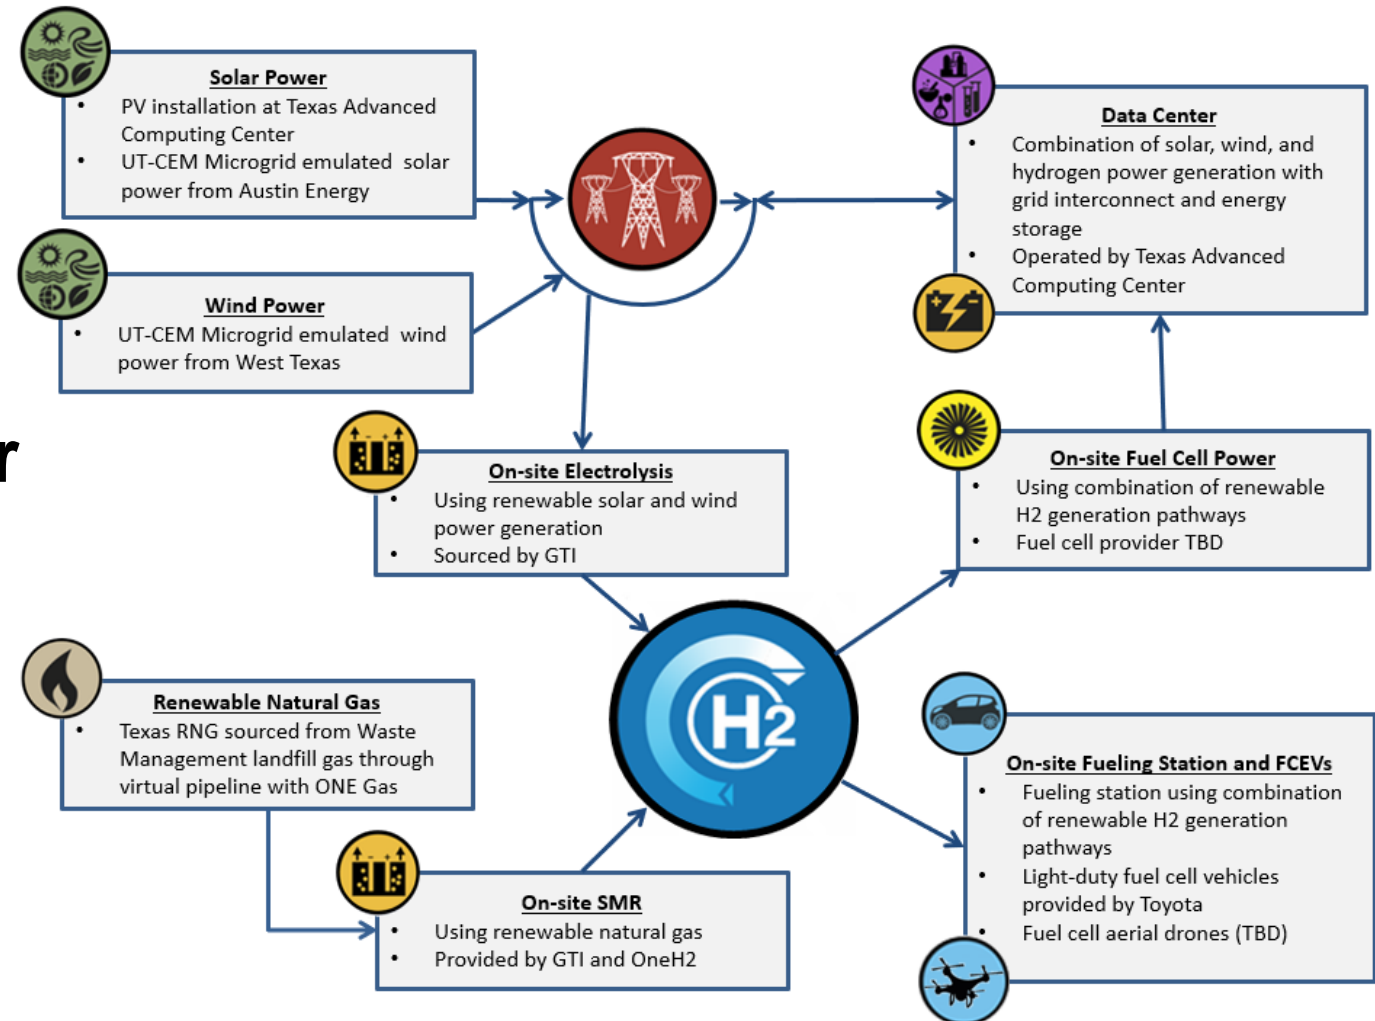 Solar Power
• PV installation at Texas Advanced
Computing Center
• UT-CEM Microgrid emulated solar
power from Austin Energy
Wind Power
• UT-CEM Microgrid emulated wind
power from West Texas
Data Center
• Combination of solar, wind, and
hydrogen power generation with
grid interconnect and energy
storage
• Operated by Texas Advanced
Computing Center
r
On-site Electrolysis
• Using renewable solar and wind
power generation
• Sourced by GTI
On-site Fuel Cell Power
• Using combination of renewable
H2 generation pathways
• Fuel cell provider TBD
H2
Renewable Natural Gas
• Texas RNG sourced from Waste
Management landfill gas through
virtual pipeline with ONE Gas
On-site SMR
• Using renewable natural gas
• Provided by GTI and OneH2
On-site Fueling Station and FCEVs
• Fueling station using combination
of renewable H2 generation
pathways
• Light-duty fuel cell vehicles
provided by Toyota
• Fuel cell aerial drones (TBD)